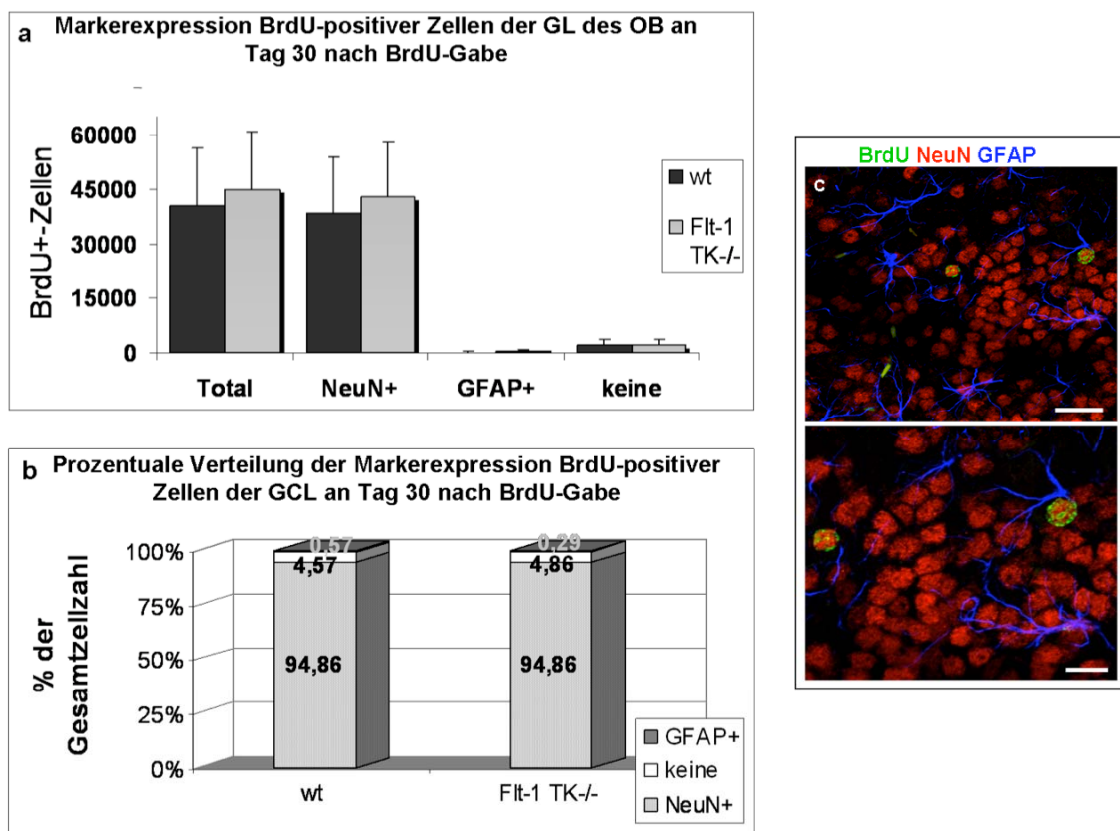 a Markerexpression BrdU-positiver Zellen der GL des OB an
Tag 30 nach BrdU-Gabe
BrdU+-Zellen
60000
45000
30000
15000
0
Total NeuN+ GFAP+ keine
wt
Flt-1
TK-/-
b Prozentuale Verteilung der Markerexpression BrdU-positiver
Zellen der GCL an Tag 30 nach BrdU-Gabe
% der
Gesamtzellzahl
100%
75%
50%
25%
0%
0,57 0,29
4,57 4,86
94,86 94,86
wt Flt-1 TK-/-
GFAP+
keine
NeuN+
BrdU NeuN GFAP
c